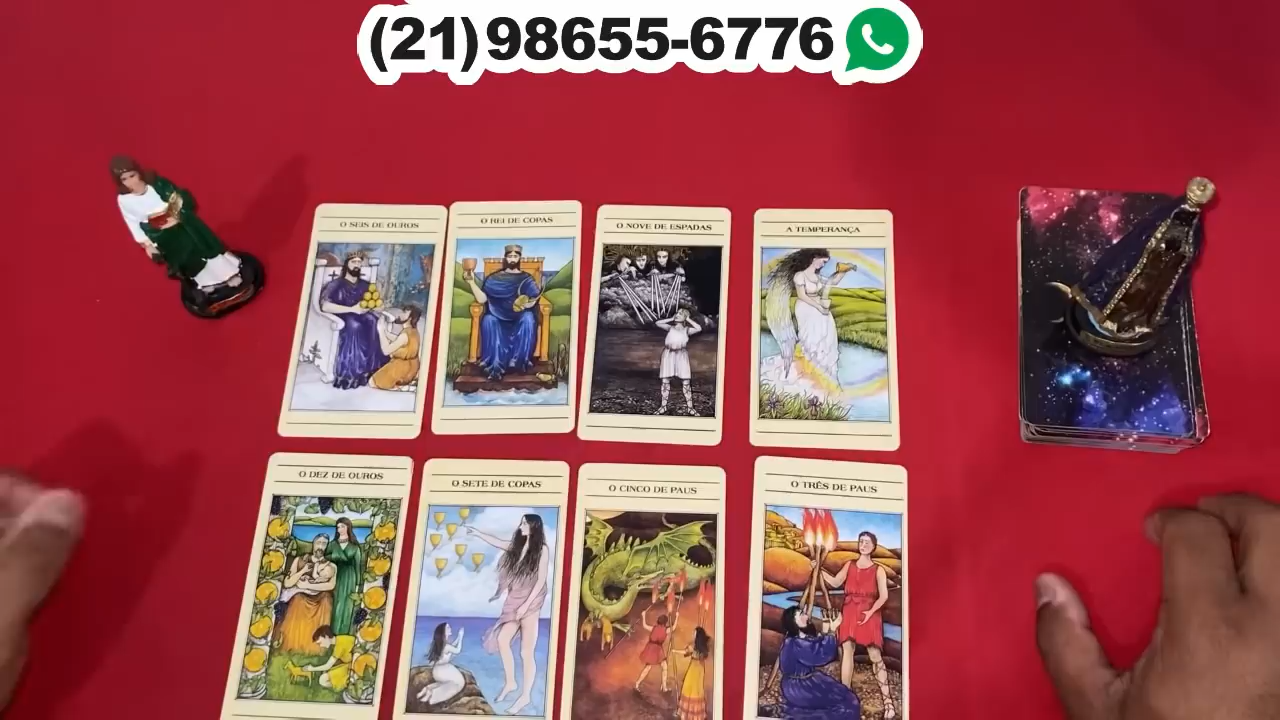 (21)98655-6776
O SEIS DE OUROS
O REI DE COPAS
O NOVE DE ESPADAS
A TEMPERANÇA
O DEZ DE OUROS
O SETE DE COPAS
O CINCO DE PAUS
O TRÊS DE PAUS